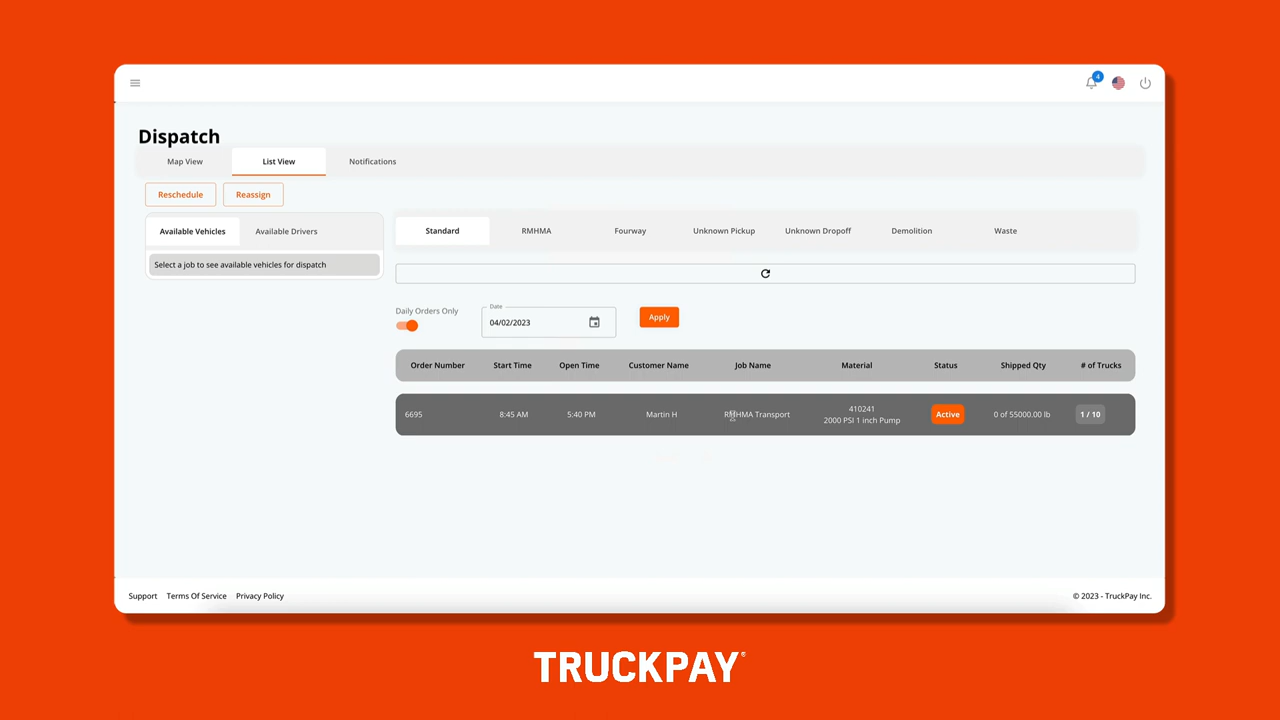 4
Dispatch
Map View List View Notifications
Reschedule Reassign
Available Vehicles Available Drivers
Select a job to see available vehicles for dispatch
Standard RMHMA Fourway Unknown Pickup Unknown Dropoff Demolition Waste
Daily Orders Only
Date
04/02/2023
Apply
Order Number Start Time Open Time Customer Name Job Name Material Status Shipped Qty # of Trucks
6695 8:45 AM 5:40 PM Martin H RMHMA Transport 410241 Active 0 of 55000.00 lb 1 / 10
2000 PSI 1 inch Pump
Support Terms Of Service Privacy Policy © 2023 - TruckPay Inc.
TRUCKPAY®